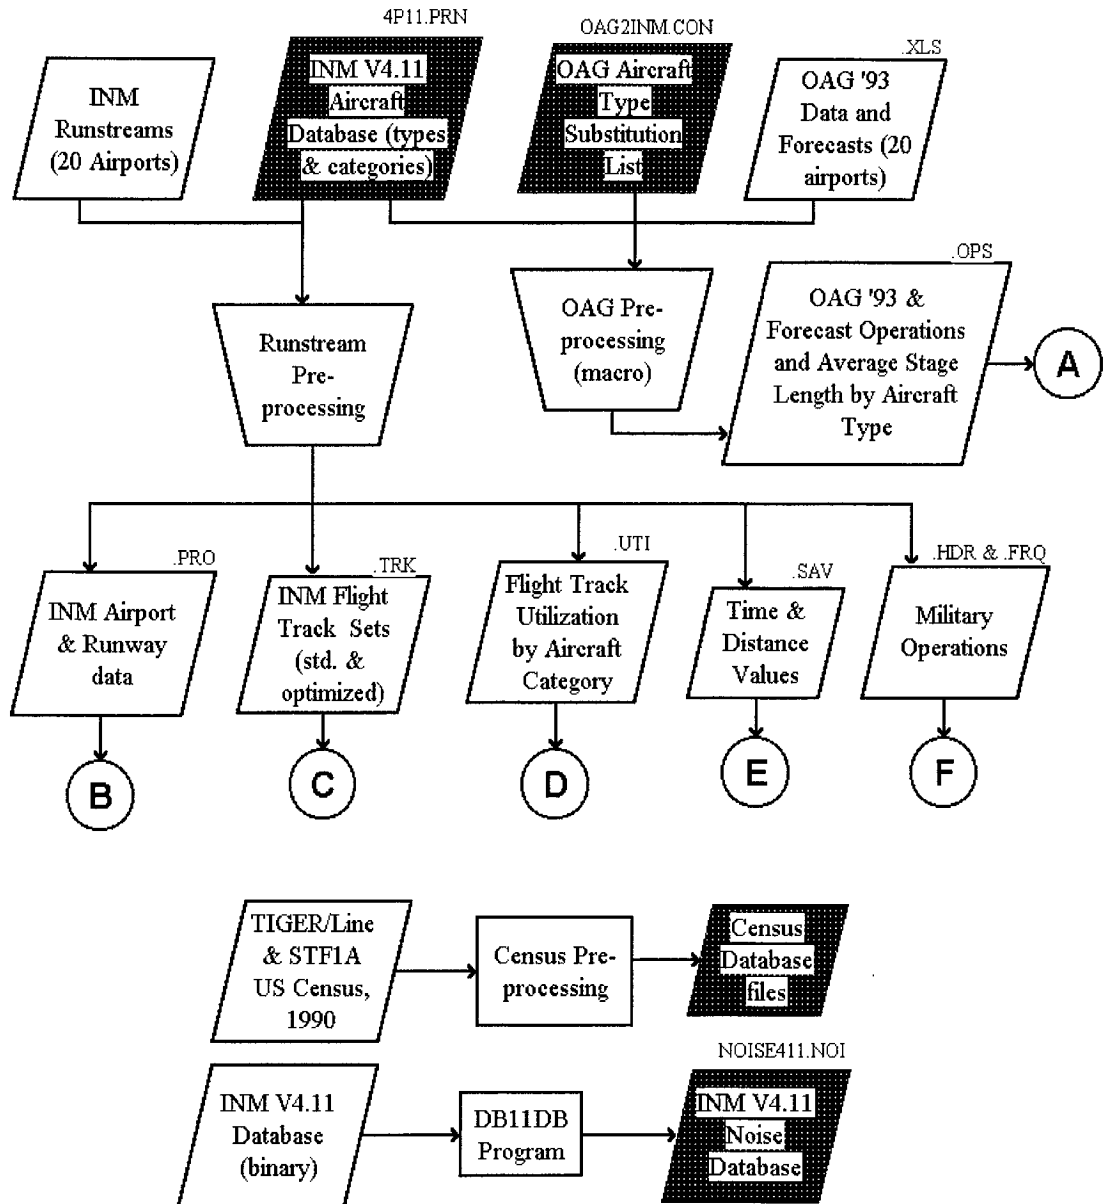 4P11.PRN
OAG2INM.CON
.XLS
INM
Runstreams
(20 Airports)
INM V4.11
Aircraft
Database (types
& categories)
OAG Aircraft
Type
Substitution
List
OAG '93
Data and
Forecasts (20
airports)
Runstream
Pre-
processing
OAG Pre-
processing
(macro)
.OPS
OAG '93 &
Forecast Operations
and Average Stage
Length by Aircraft
Type
A
.PRO
INM Airport
& Runway
data
.TRK
INM Flight
Track Sets
(std. &
optimized)
.UTI
Flight Track
Utilization
by Aircraft
Category
.SAV
Time &
Distance
Values
.HDR & .FRQ
Military
Operations
B
C
D
E
F
TIGER/Line
& STF1A
US Census,
1990
Census Pre-
processing
Census
Database
files
INM V4.11
Database
(binary)
DB11DB
Program
NOISE411.NOI
INM V4.11
Noise
Database